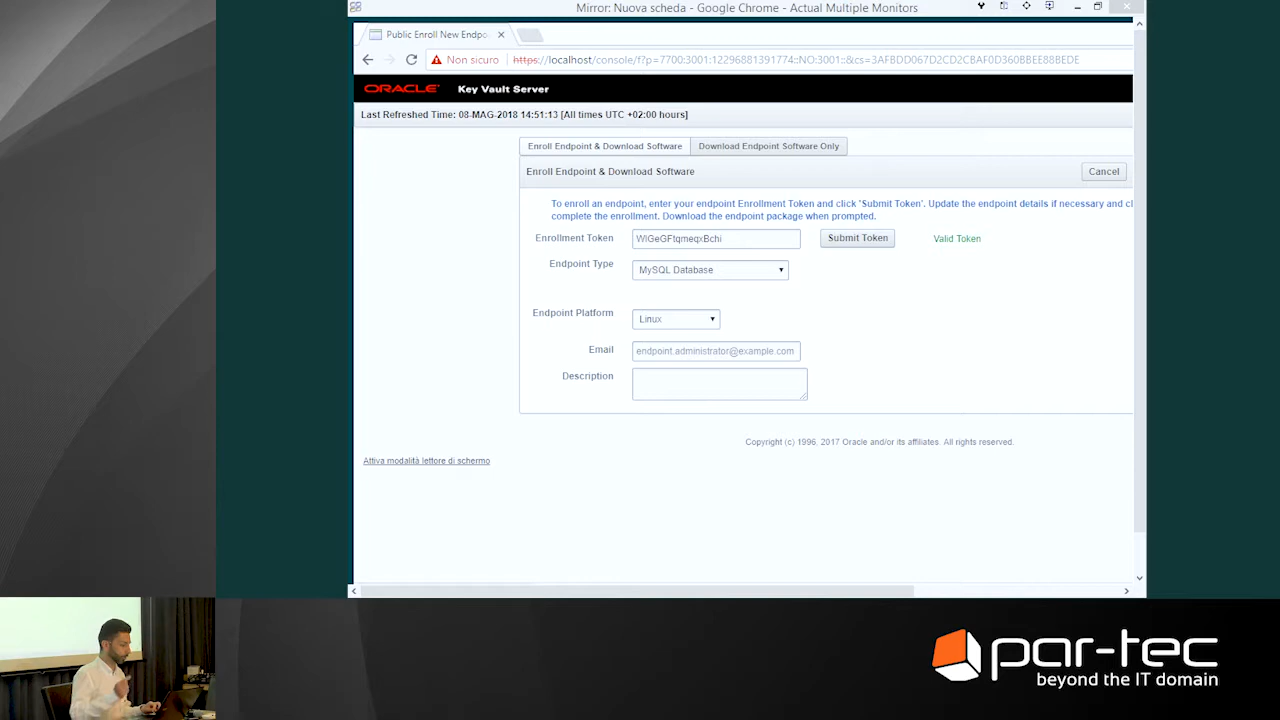 Mirror: Nuova scheda - Google Chrome - Actual Multiple Monitors
Public Enroll New Endpo
Non sicuro https://localhost/console/f?p=7700:3001:12296881391774::NO:3001::&cs=3AFBDD067D2CD2CBAF0D360BBEE88BEDE
ORACLE Key Vault Server
Last Refreshed Time: 08-MAG-2018 14:51:13 [All times UTC +02:00 hours]
Enroll Endpoint & Download Software Download Endpoint Software Only
Enroll Endpoint & Download Software Cancel
To enroll an endpoint, enter your endpoint Enrollment Token and click 'Submit Token'. Update the endpoint details if necessary and cl
complete the enrollment. Download the endpoint package when prompted.
Enrollment Token WIGeGFtqmeqxBchi Submit Token Valid Token
Endpoint Type MySQL Database
Endpoint Platform Linux
Email endpoint.administrator@example.com
Description
Copyright (c) 1996, 2017 Oracle and/or its affiliates. All rights reserved.
Attiva modalità lettore di schermo
par-tec
beyond the IT domain